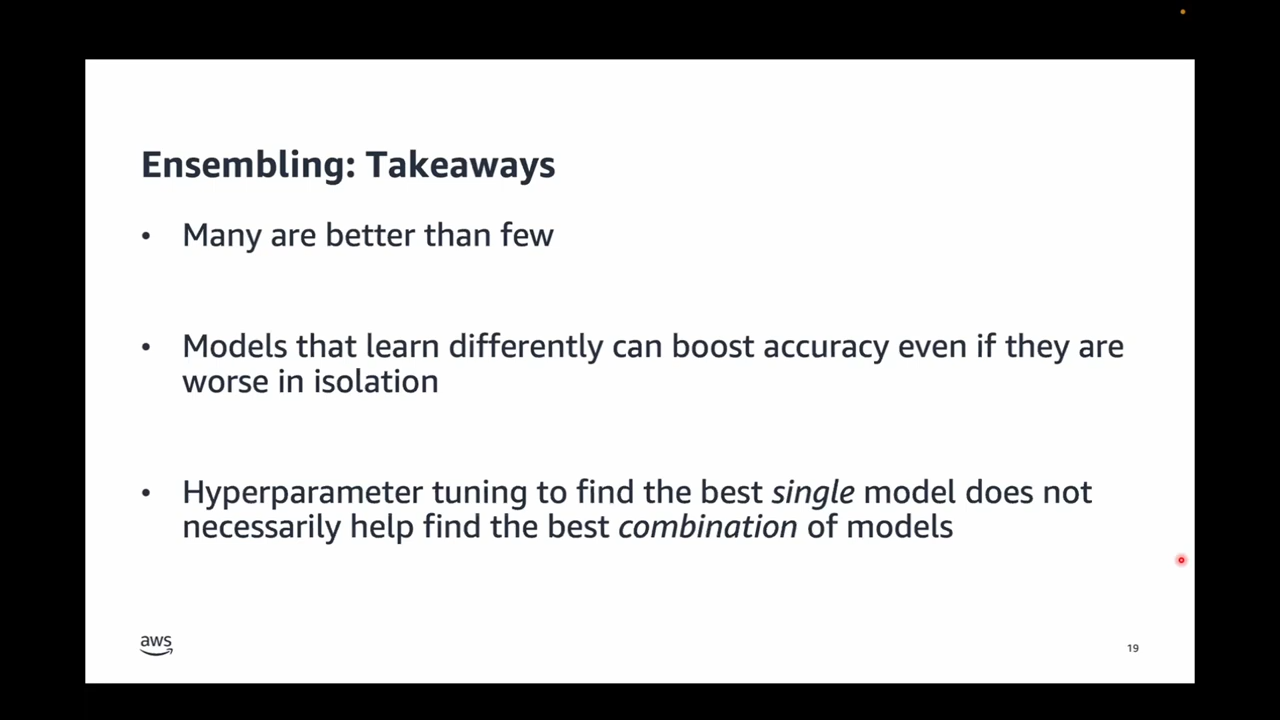 Ensembling: Takeaways
• Many are better than few
• Models that learn differently can boost accuracy even if they are
worse in isolation
• Hyperparameter tuning to find the best single model does not
necessarily help find the best combination of models
aws
19